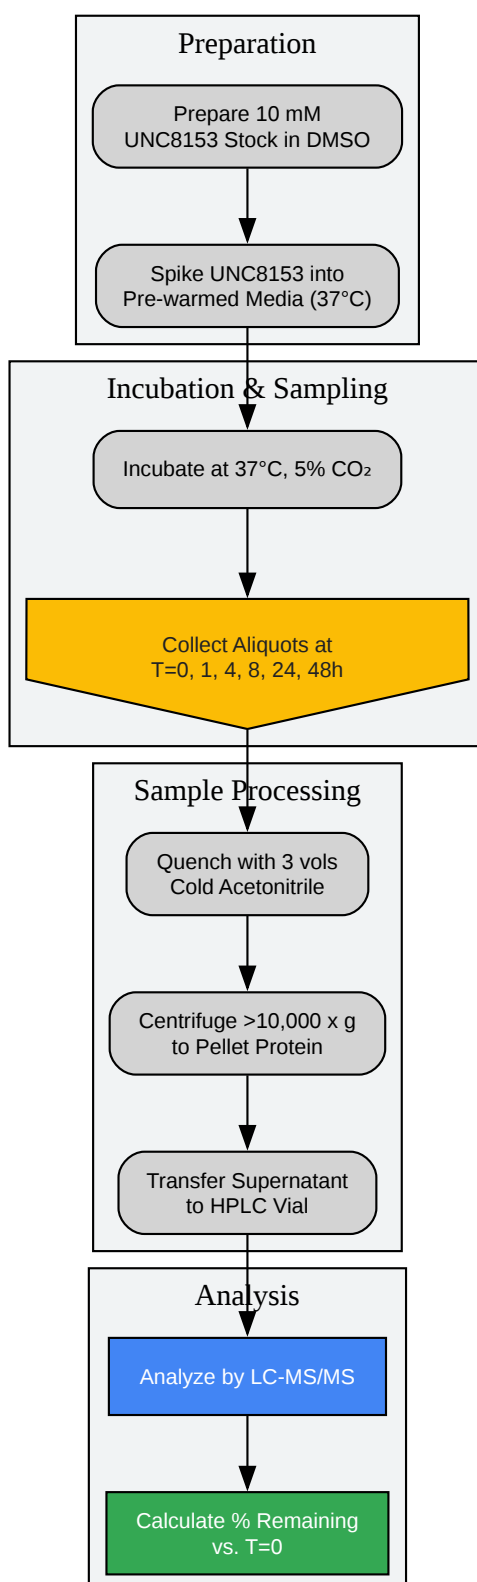 Preparation
Prepare 10 mM
UNC8153 Stock in DMSO
Spike UNC8153 into
Pre-warmed Media (37°C)
Incubation & Sampling
Incubate at 37°C, 5% CO₂
Collect Aliquots at
T=0, 1, 4, 8, 24, 48h
Sample Processing
Quench with 3 vols
Cold Acetonitrile
Centrifuge >10,000 x g
to Pellet Protein
Transfer Supernatant
to HPLC Vial
Analysis
Analyze by LC-MS/MS
Calculate % Remaining
vs. T=0